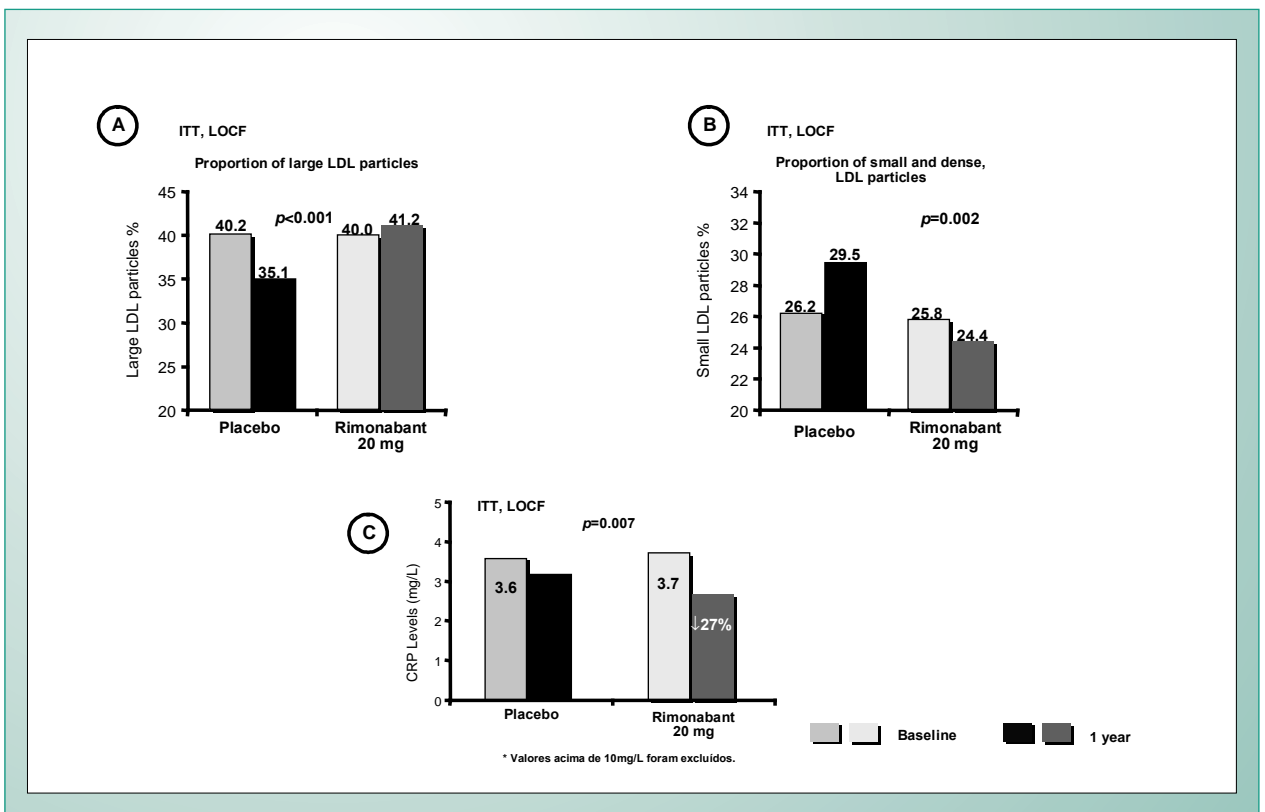 A
ITT, LOCF
Proportion of large LDL particles
Large LDL particles %
45
40
35
30
25
20
40.2
35.1
p<0.001
40.0
41.2
Placebo
Rimonabant
20 mg
B
ITT, LOCF
Proportion of small and dense,
LDL particles
Small LDL particles %
34
32
30
28
26
24
22
20
26.2
29.5
p=0.002
25.8
24.4
Placebo
Rimonabant
20 mg
C
ITT, LOCF
CRP Levels (mg/L)
5
4
3
2
1
0
p=0.007
3.6
3.7
↓27%
Placebo
Rimonabant
20 mg
* Valores acima de 10mg/L foram excluídos.
Baseline
1 year